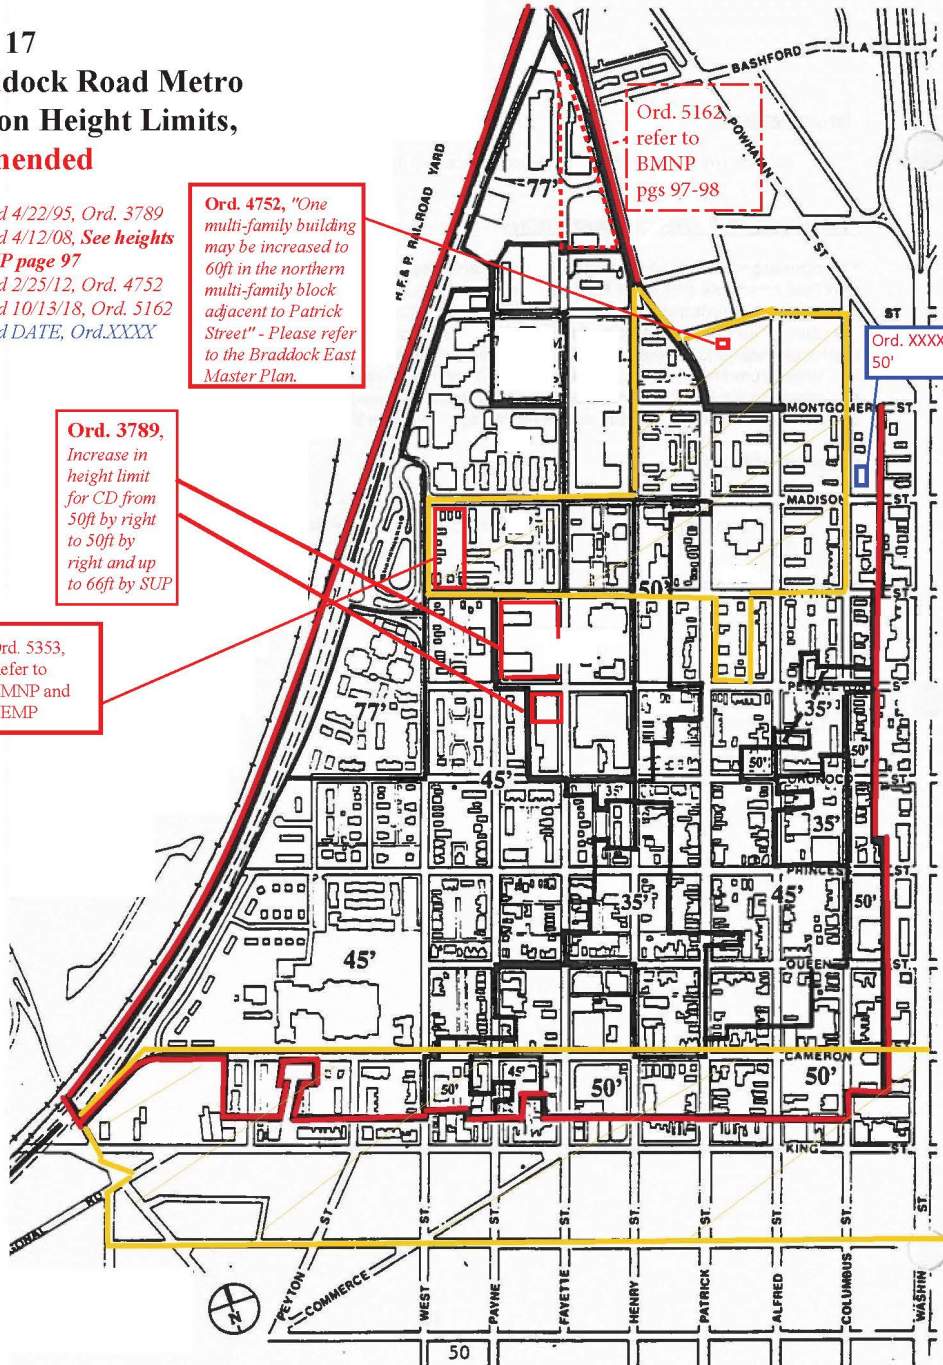 17
dock Road Metro
on Height Limits,
nended
d 4/22/95, Ord. 3789
d 4/12/08, See heights
P page 97
d 2/25/12, Ord. 4752
d 10/13/18, Ord. 5162
d DATE, Ord.XXXX
Ord. 4752, "One
multi-family building
may be increased to
60ft in the northern
multi-family block
adjacent to Patrick
Street" - Please refer
to the Braddock East
Master Plan.
Ord. 5162,
refer to
BMNP
pgs 97-98
Ord. XXXX
50'
Ord. 3789,
Increase in
height limit
for CD from
50ft by right
to 50ft by
right and up
to 66ft by SUP
rd. 5353,
efer to
MNP and
EMP
BASHFORD LA
POWHATAN
ST
R.F.& P. RAILROAD YARD
77'
ST
MONTGOMERY ST.
MADISON ST.
50'
ST.
ST
77'
35'
50'
50'
45'
ORONOCO ST.
35'
35'
PRINCESS ST.
45'
50'
35'
45'
QUEEN ST.
CAMERON
50'
45'
50'
50'
KING ST.
RD
PEYTON ST.
COMMERCE
WEST ST.
PAYNE ST.
FAYETTE ST.
HENRY ST.
PATRICK ST.
ALFRED ST.
COLUMBUS ST.
WASHIN ST
N
50